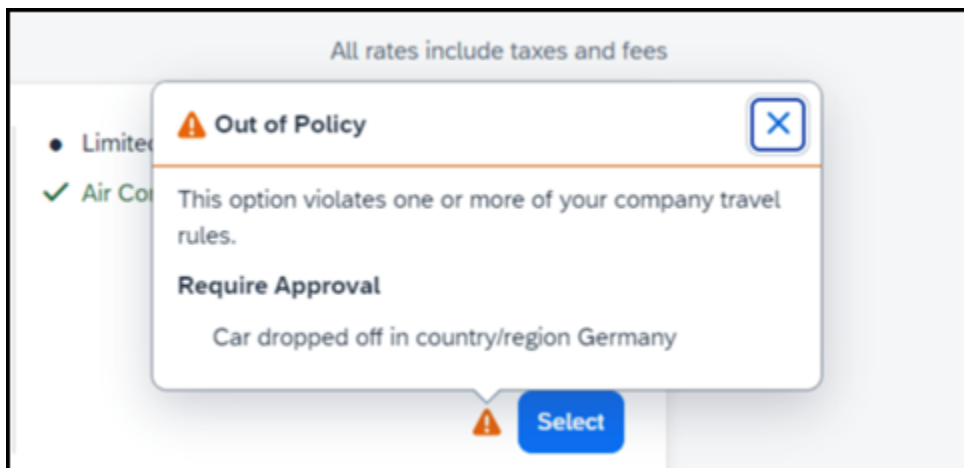 All rates include taxes and fees
Out of Policy
Limited
Air Con
This option violates one or more of your company travel
rules.
Require Approval
Car dropped off in country/region Germany
Select